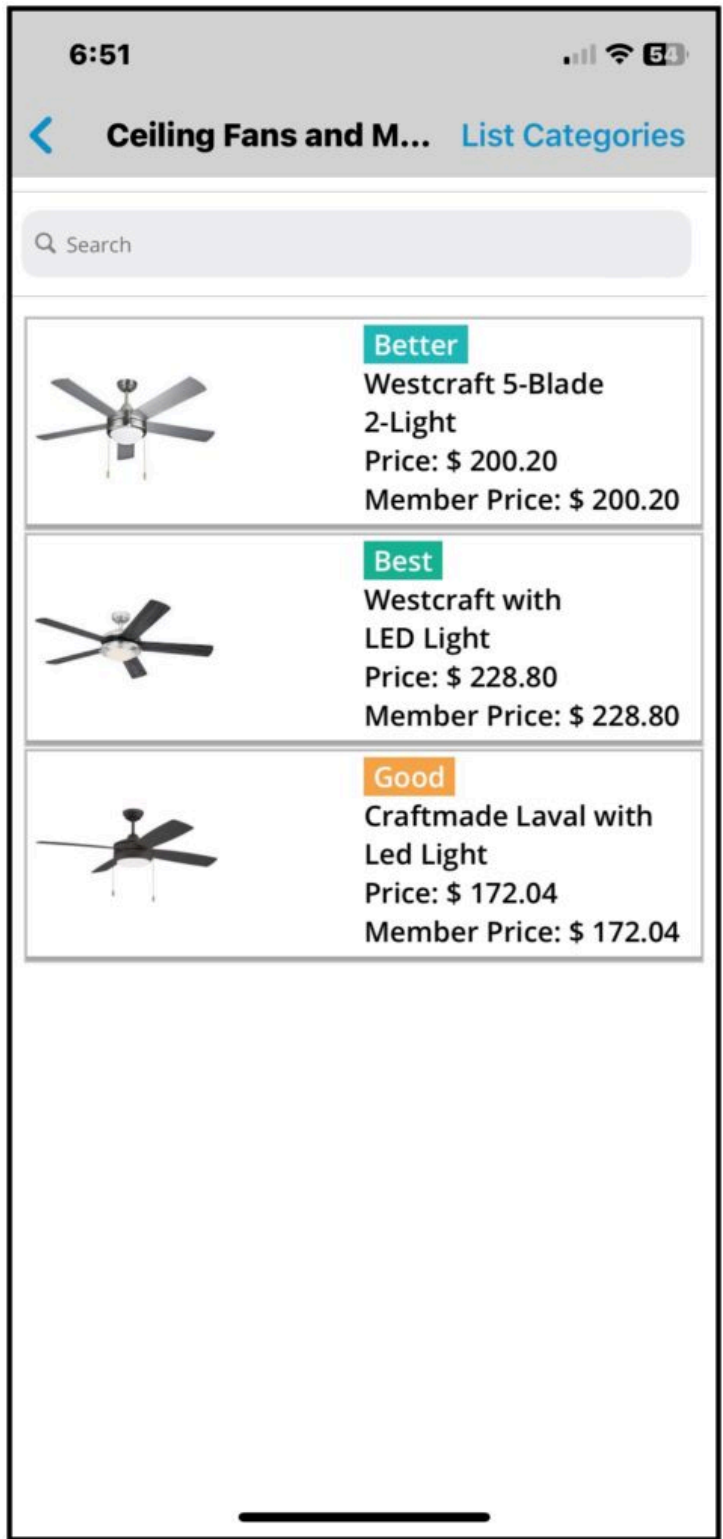 6:51
54
Ceiling Fans and M... List Categories
Search
Better
Westcraft 5-Blade
2-Light
Price: $ 200.20
Member Price: $ 200.20
Best
Westcraft with
LED Light
Price: $ 228.80
Member Price: $ 228.80
Good
Craftmade Laval with
Led Light
Price: $ 172.04
Member Price: $ 172.04